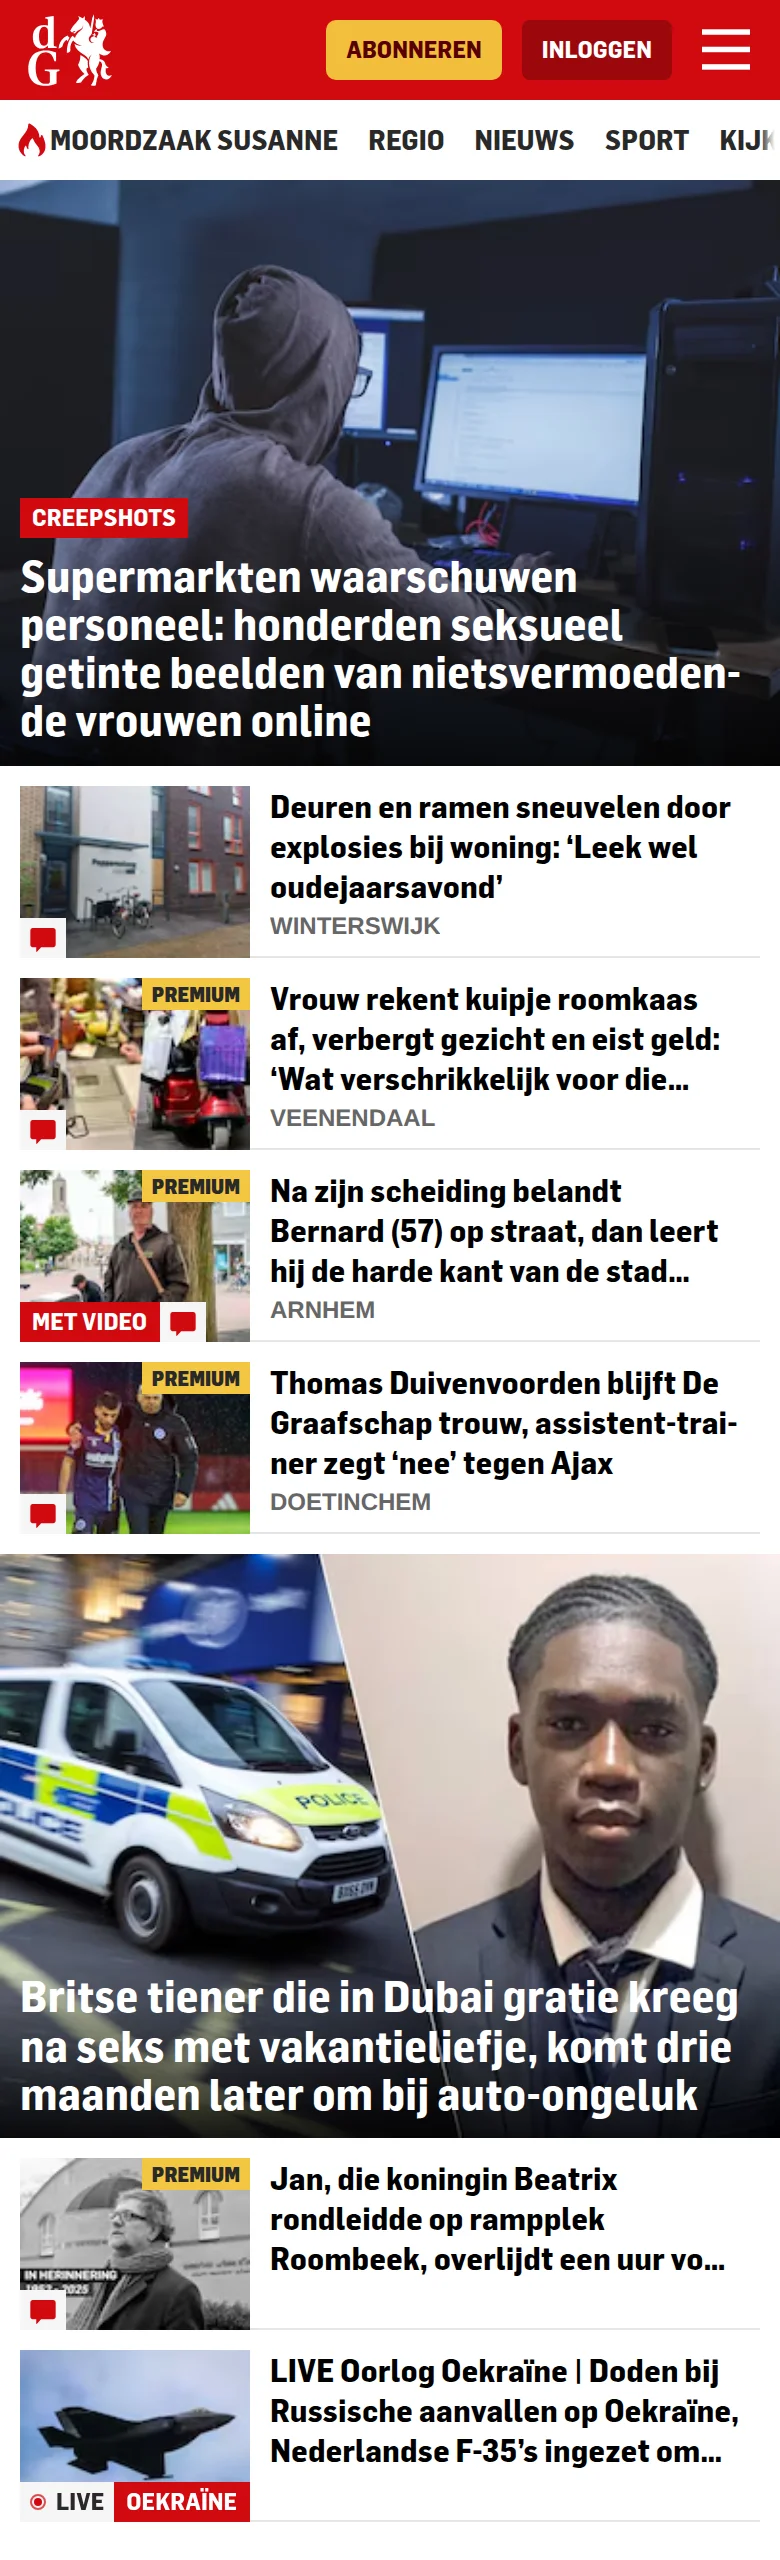 dG
ABONNEREN
INLOGGEN
MOORDZAAK SUSANNE
REGIO
NIEUWS
SPORT
KIJK
CREEPSHOTS
Supermarkten waarschuwen
personeel: honderden seksueel
getinte beelden van nietsvermoeden-
de vrouwen online
Deuren en ramen sneuvelen door
explosies bij woning: ‘Leek wel
oudejaarsavond’
WINTERSWIJK
PREMIUM
Vrouw rekent kuipje roomkaas
af, verbergt gezicht en eist geld:
‘Wat verschrikkelijk voor die...
VEENENDAAL
PREMIUM
MET VIDEO
Na zijn scheiding belandt
Bernard (57) op straat, dan leert
hij de harde kant van de stad...
ARNHEM
PREMIUM
Thomas Duivenvoorden blijft De
Graafschap trouw, assistent-trai-
ner zegt ‘nee’ tegen Ajax
DOETINCHEM
POLICE
Britse tiener die in Dubai gratie kreeg
na seks met vakantieliefje, komt drie
maanden later om bij auto-ongeluk
PREMIUM
IN HERINNERING
Jan, die koningin Beatrix
rondleidde op rampplek
Roombeek, overlijdt een uur vo...
LIVE
OEKRAÏNE
LIVE Oorlog Oekraïne | Doden bij
Russische aanvallen op Oekraïne,
Nederlandse F-35’s ingezet om...